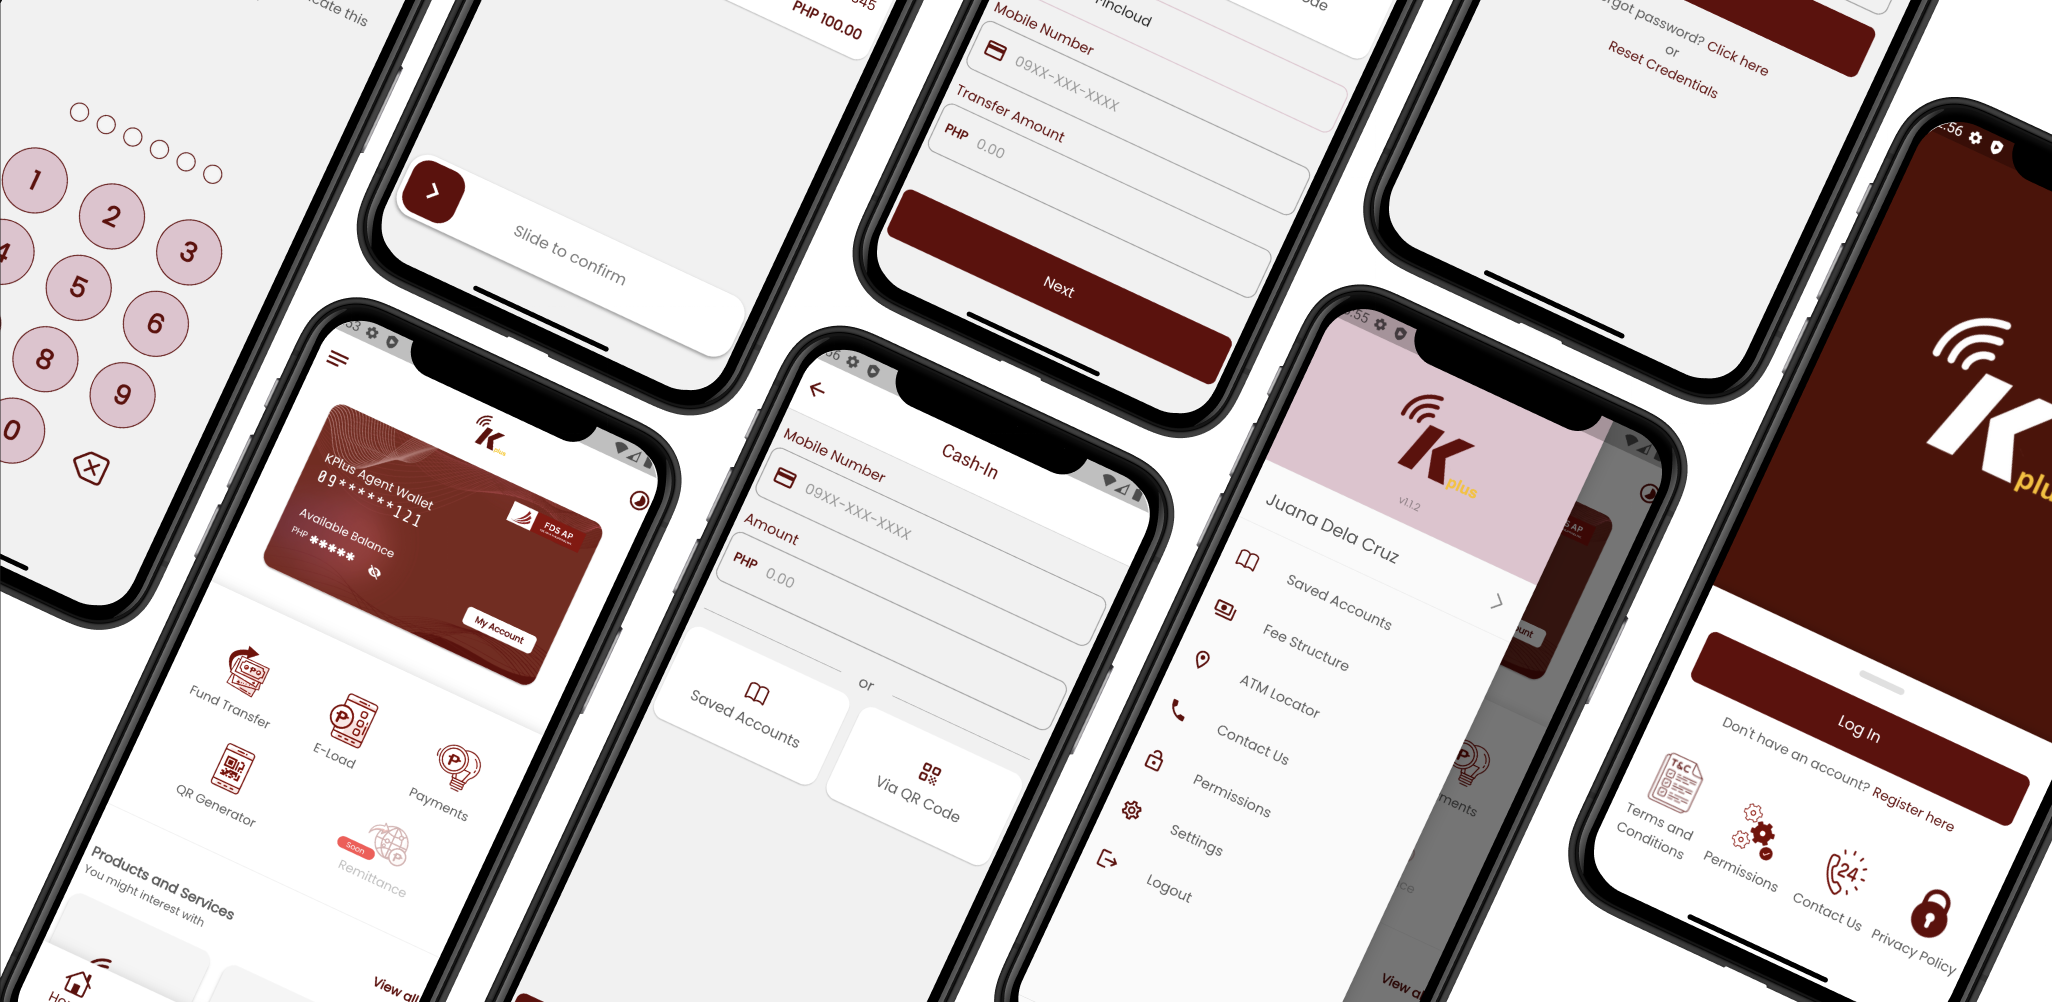 cate this
1
2
3
4
5
6
8
9
0
PHP 100.00
Slide to confirm
Mobile Number
09XX-XXX-XXXX
Transfer Amount
PHP 0.00
Next
Forgot password? Click here
or
Reset Credentials
K
plus
KPlus Agent Wallet
09******121
Available Balance
PHP *****
FDS AP
My Account
Fund Transfer
E-Load
Payments
QR Generator
Soon
Remittance
Products and Services
You might interest with
View all
Cash-In
Mobile Number
09XX-XXX-XXXX
Amount
PHP 0.00
or
Saved Accounts
Via QR Code
K
plus
v1.1.2
Juana Dela Cruz
Saved Accounts
Fee Structure
ATM Locator
Contact Us
Permissions
Settings
Logout
K
Log In
Don't have an account? Register here
T&C
Terms and
Conditions
Permissions
24
Contact Us
Privacy Policy